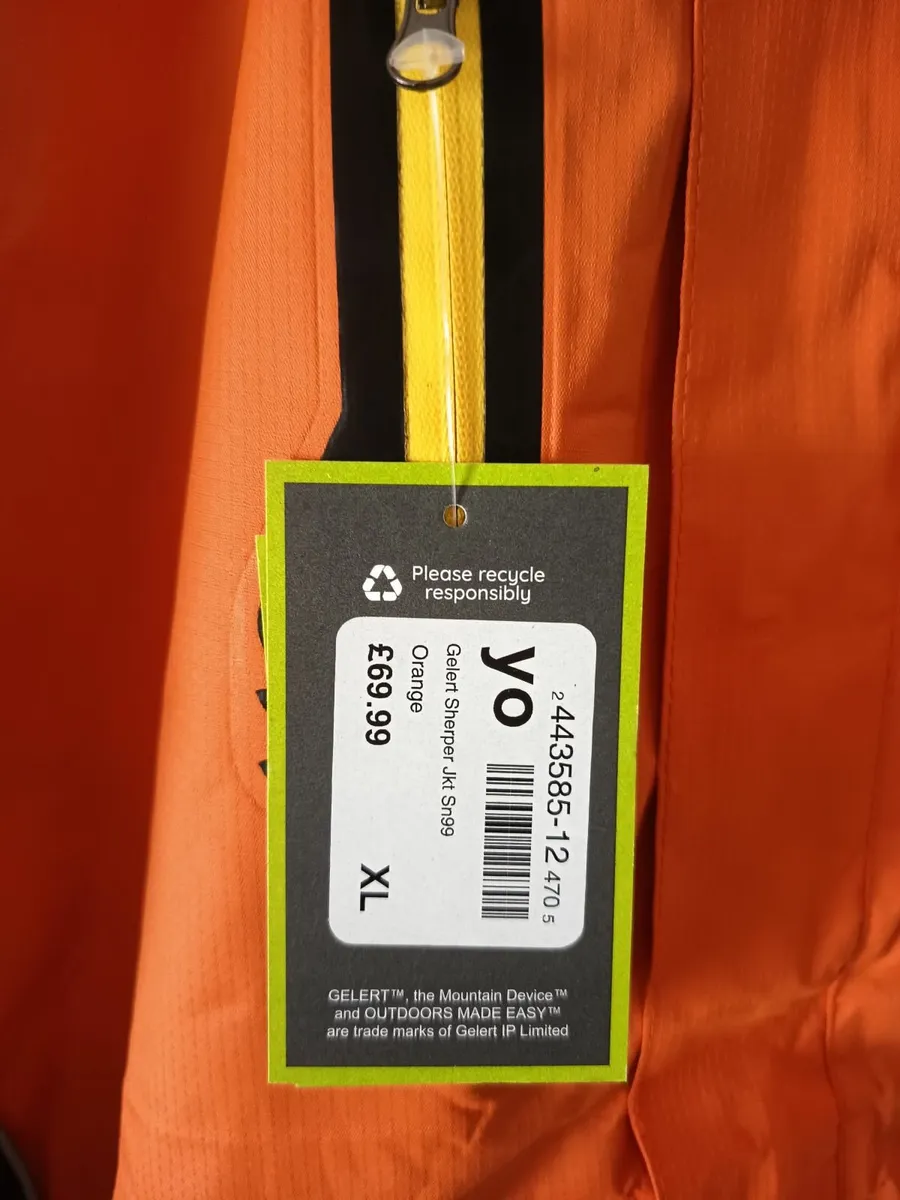 Please recycle
responsibly
2 443585-12 470 5
yo
Gelert Sherper Jkt Sn99
Orange
£69.99 XL
GELERT™, the Mountain Device™
and OUTDOORS MADE EASY™
are trade marks of Gelert IP Limited